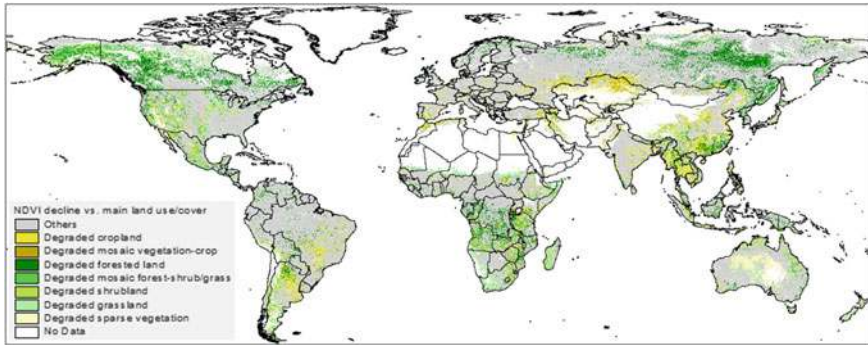 NDVI decline vs. main land use/cover
Others
Degraded cropland
Degraded mosaic vegetation-crop
Degraded forested land
Degraded mosaic forest-shrub/grass
Degraded shrubland
Degraded grassland
Degraded sparse vegetation
No Data